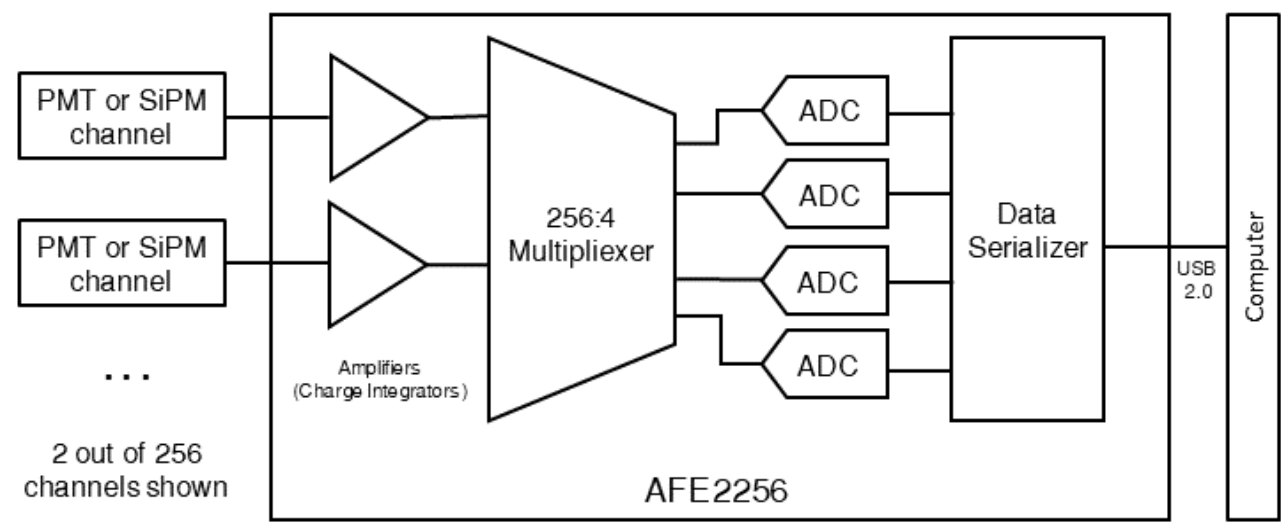 PMT or SiPM
channel
PMT or SiPM
channel
...
2 out of 256
channels shown
Amplifiers
(Charge Integrators)
256:4
Multipliexer
ADC
ADC
ADC
ADC
Data
Serializer
AFE2256
USB
2.0
Computer